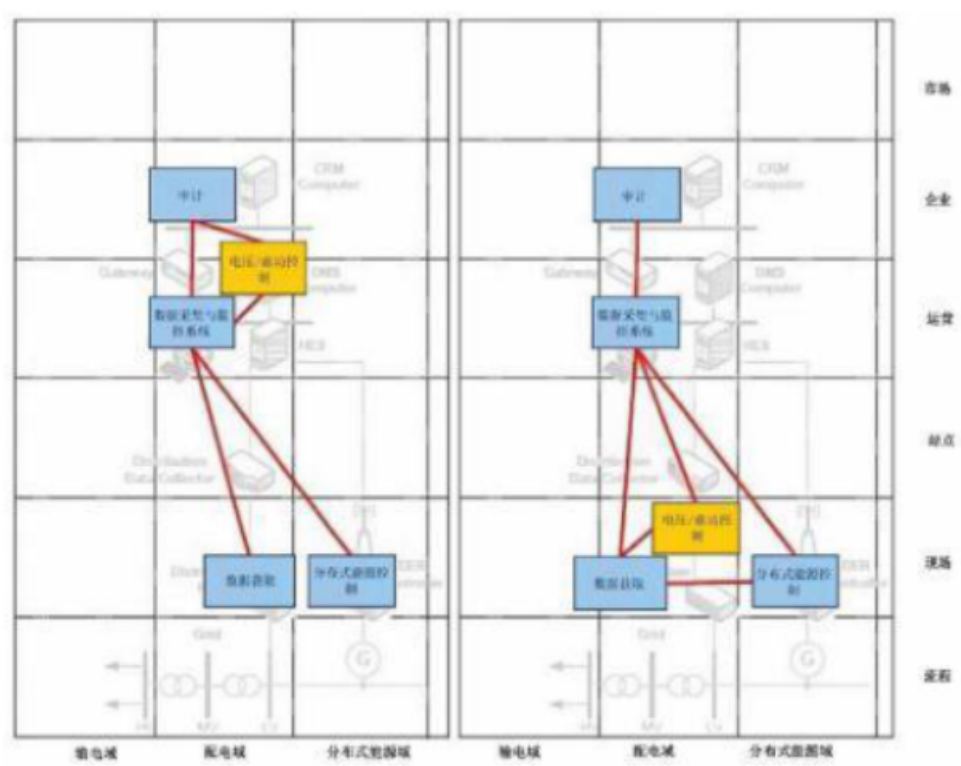 市场
CRM
Computer
CRM
Computer
审计
审计
企业
电压/
控
制
Gateway
DMS
Computer
Gateway
DMS
Computer
数据采集与监
控系统
数据采集与监
控系统
运营
HES
HES
站点
Distribution
Data Collector
Distribution
Data Collector
电压/
控
制
现场
数据获取
分布式能源控
制
数据获取
分布式能源控
制
DER
Controller
流程
Grid
Grid
G
G
HV
MV
LV
HV
MV
LV
输电域
配电域
分布式能源域
输电域
配电域
分布式能源域